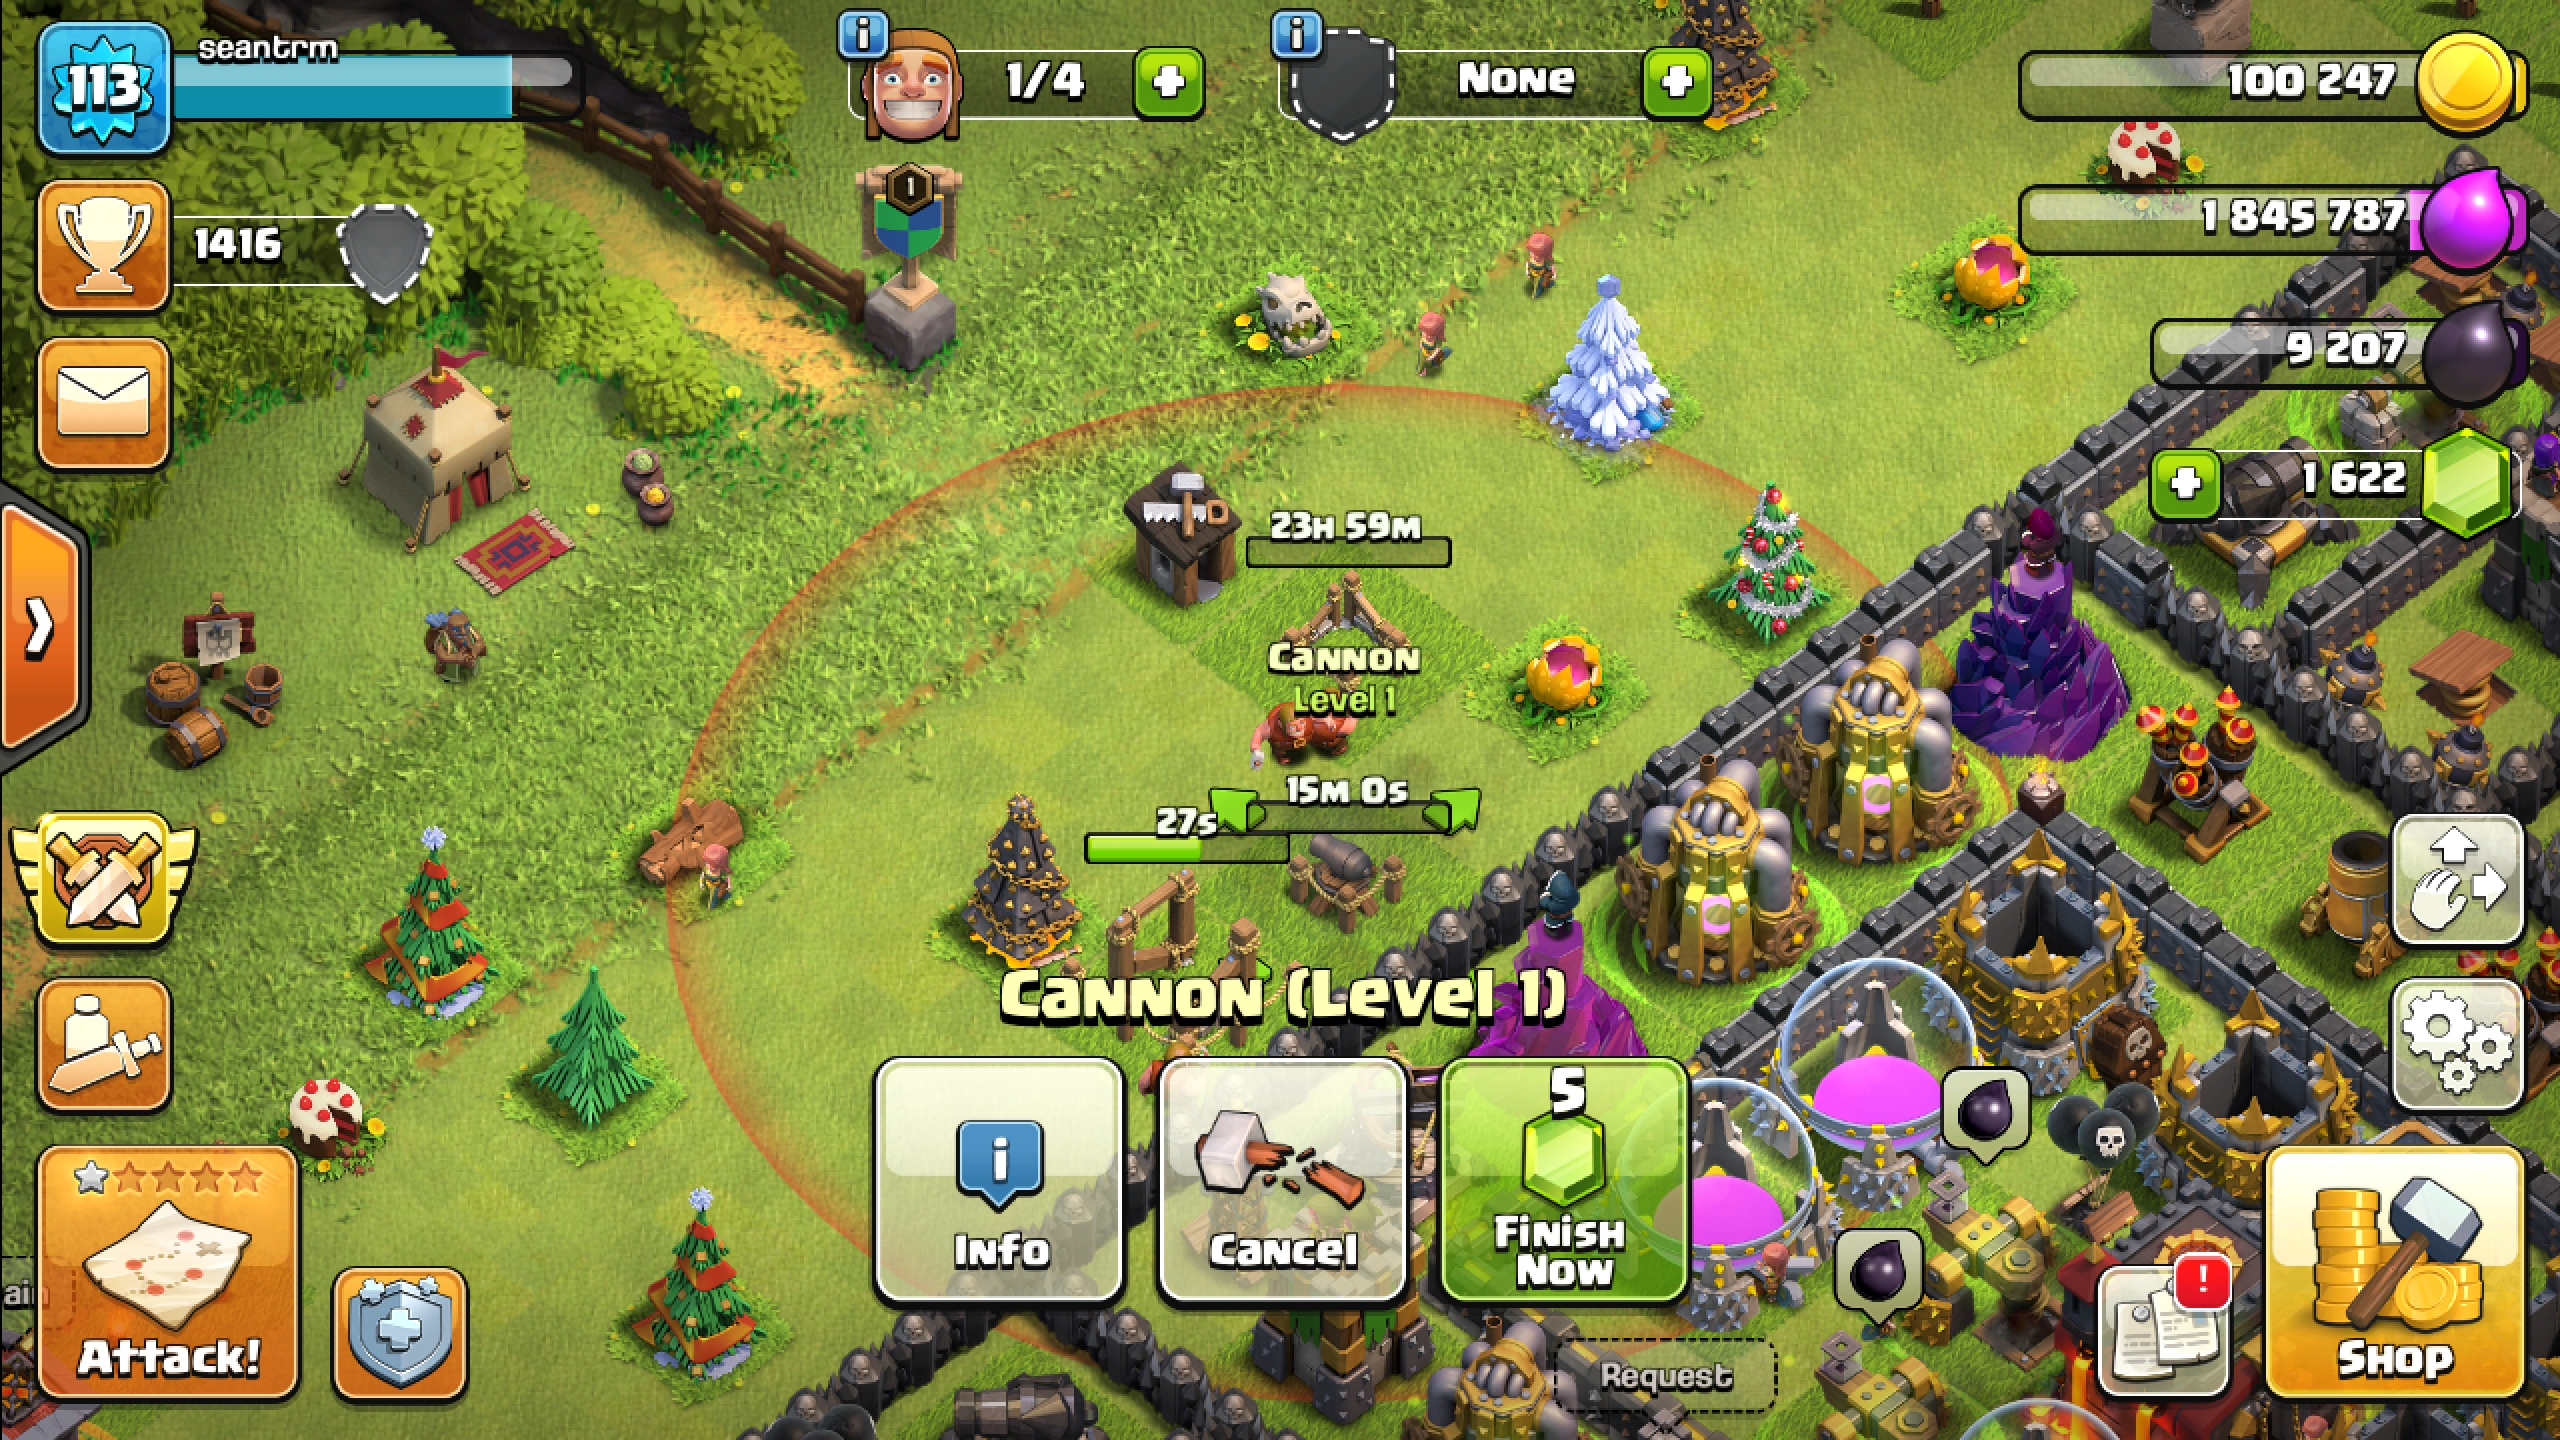 113
seantrm
1/4
None
100 247
1
1416
1 845 787
9 207
1 622
23H 59M
Cannon
Level 1
15M 0s
27s
Cannon (Level 1)
5
Info
Cancel
Finish
Now
Attack!
Request
!
Shop